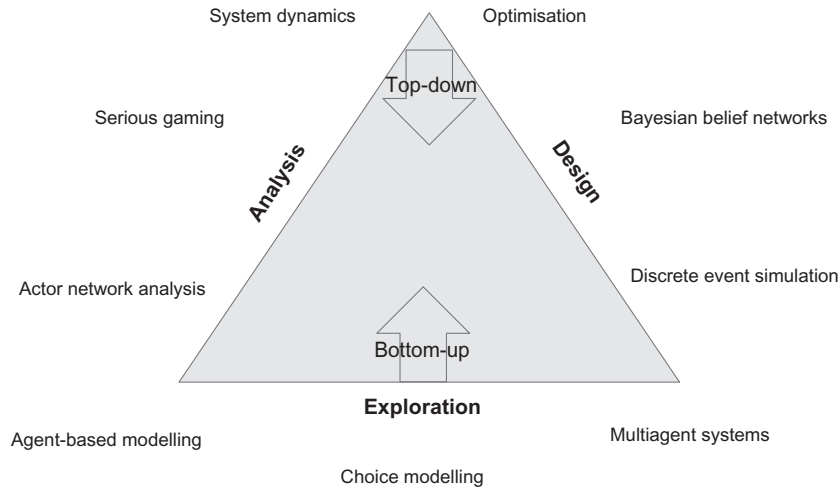 System dynamics
Optimisation
Top-down
Serious gaming
Bayesian belief networks
Analysis
Design
Actor network analysis
Discrete event simulation
Bottom-up
Exploration
Agent-based modelling
Multiagent systems
Choice modelling